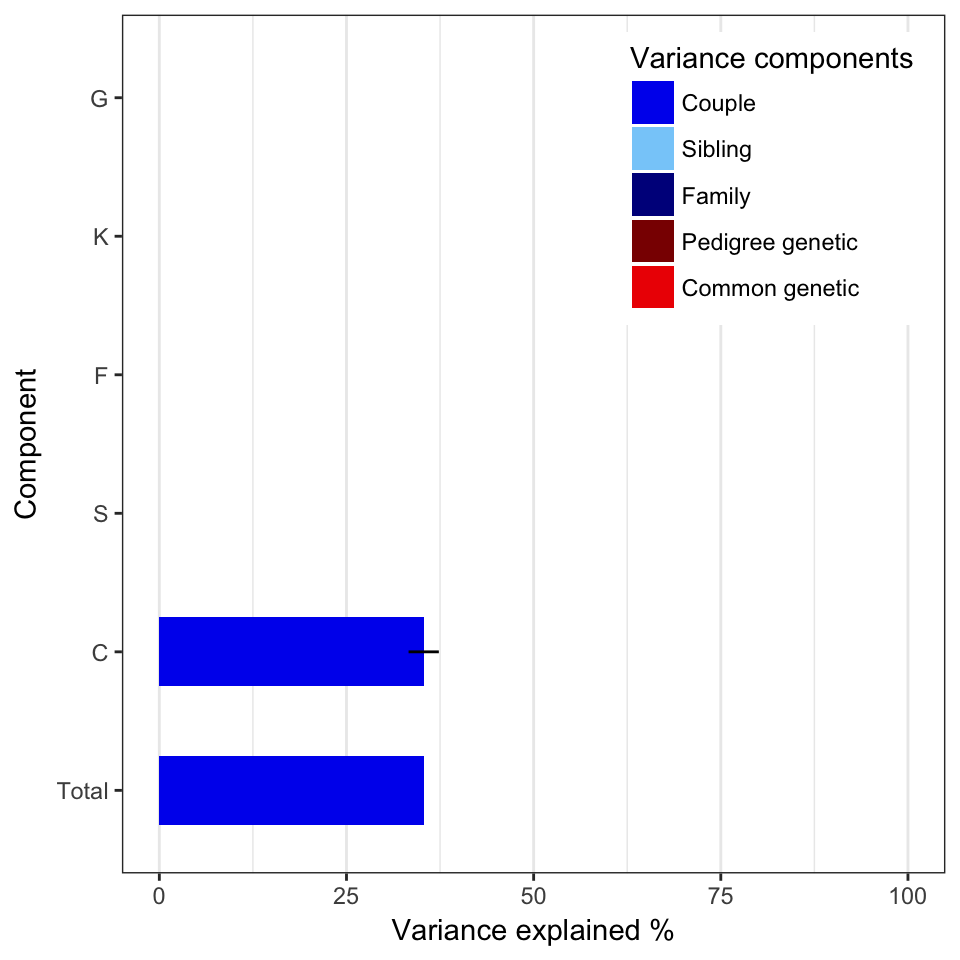 Variance components
Couple
Sibling
Family
Pedigree genetic
Common genetic
Component
G
K
F
S
C
Total
0 25 50 75 100
Variance explained %